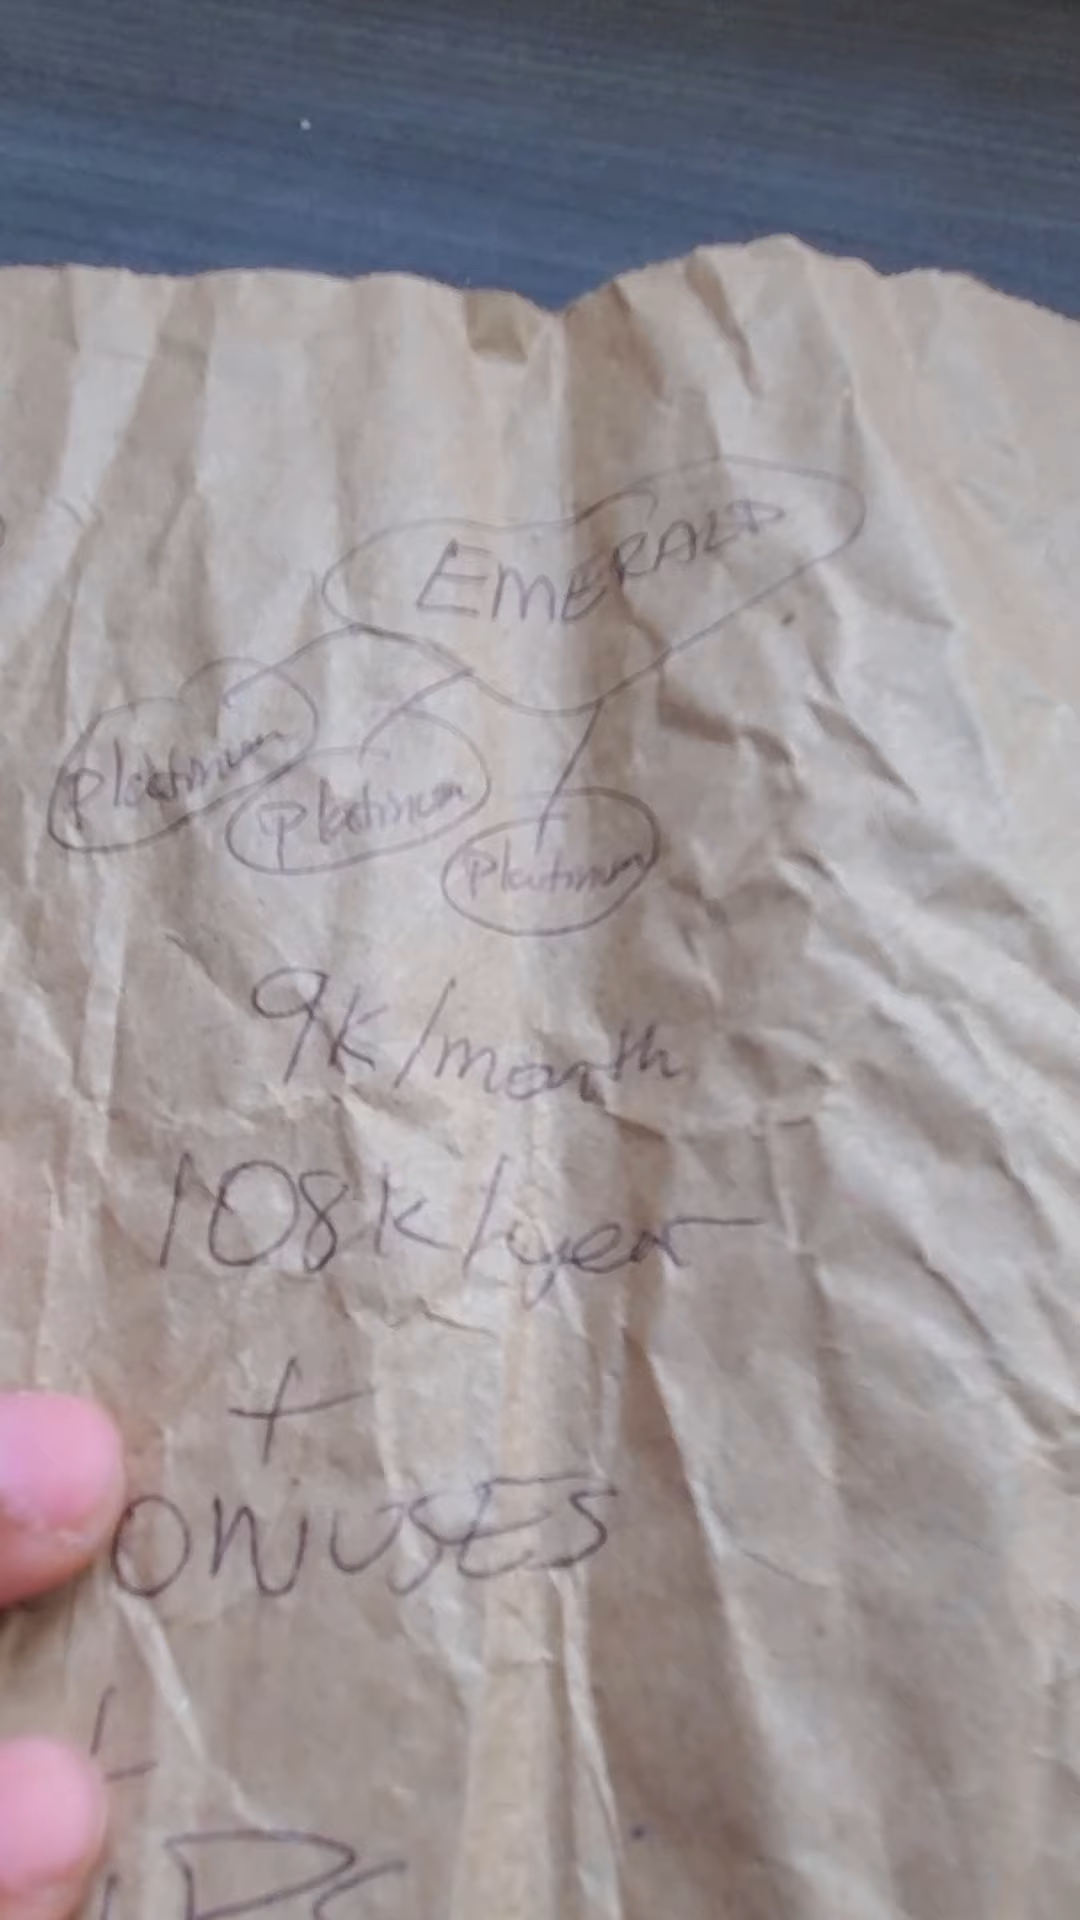 EMERALD
platinum
platinum
platinum
9k/month
108k/year
+
ONUSES
+